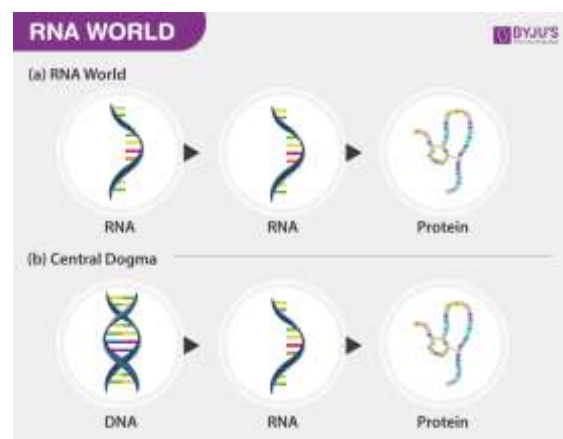 RNA WORLD
BYJU'S
(a) RNA World
RNA RNA Protein
(b) Central Dogma
DNA RNA Protein